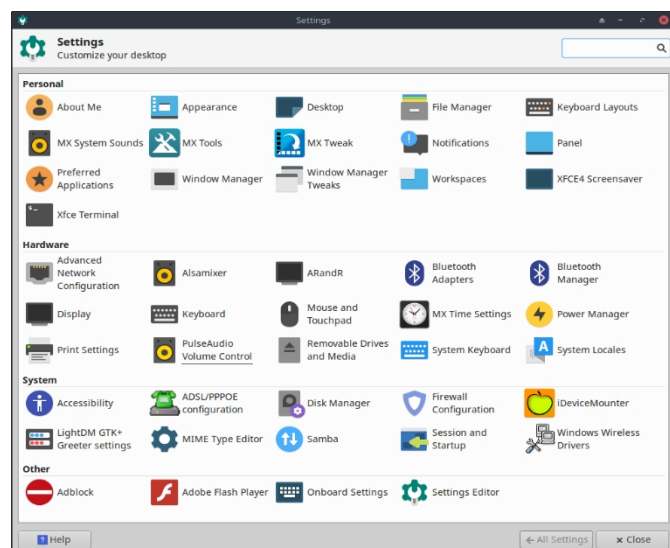 Settings
Settings
Customize your desktop
Personal
About Me
Appearance
Desktop
File Manager
Keyboard Layouts
MX System Sounds
MX Tools
MX Tweak
Notifications
Panel
Preferred
Applications
Window Manager
Window Manager
Tweaks
Workspaces
XFCE4 Screensaver
Xfce Terminal
Hardware
Advanced
Network
Configuration
Alsamixer
ARandR
Bluetooth
Adapters
Bluetooth
Manager
Display
Keyboard
Mouse and
Touchpad
MX Time Settings
Power Manager
Print Settings
PulseAudio
Volume Control
Removable Drives
and Media
System Keyboard
A
System Locales
System
Accessibility
ADSL/PPPOE
configuration
Disk Manager
Firewall
Configuration
iDeviceMounter
LightDM GTK+
Greeter settings
MIME Type Editor
Samba
Session and
Startup
Windows Wireless
Drivers
Other
Adblock
Adobe Flash Player
Onboard Settings
Settings Editor
? Help
← All Settings
x Close